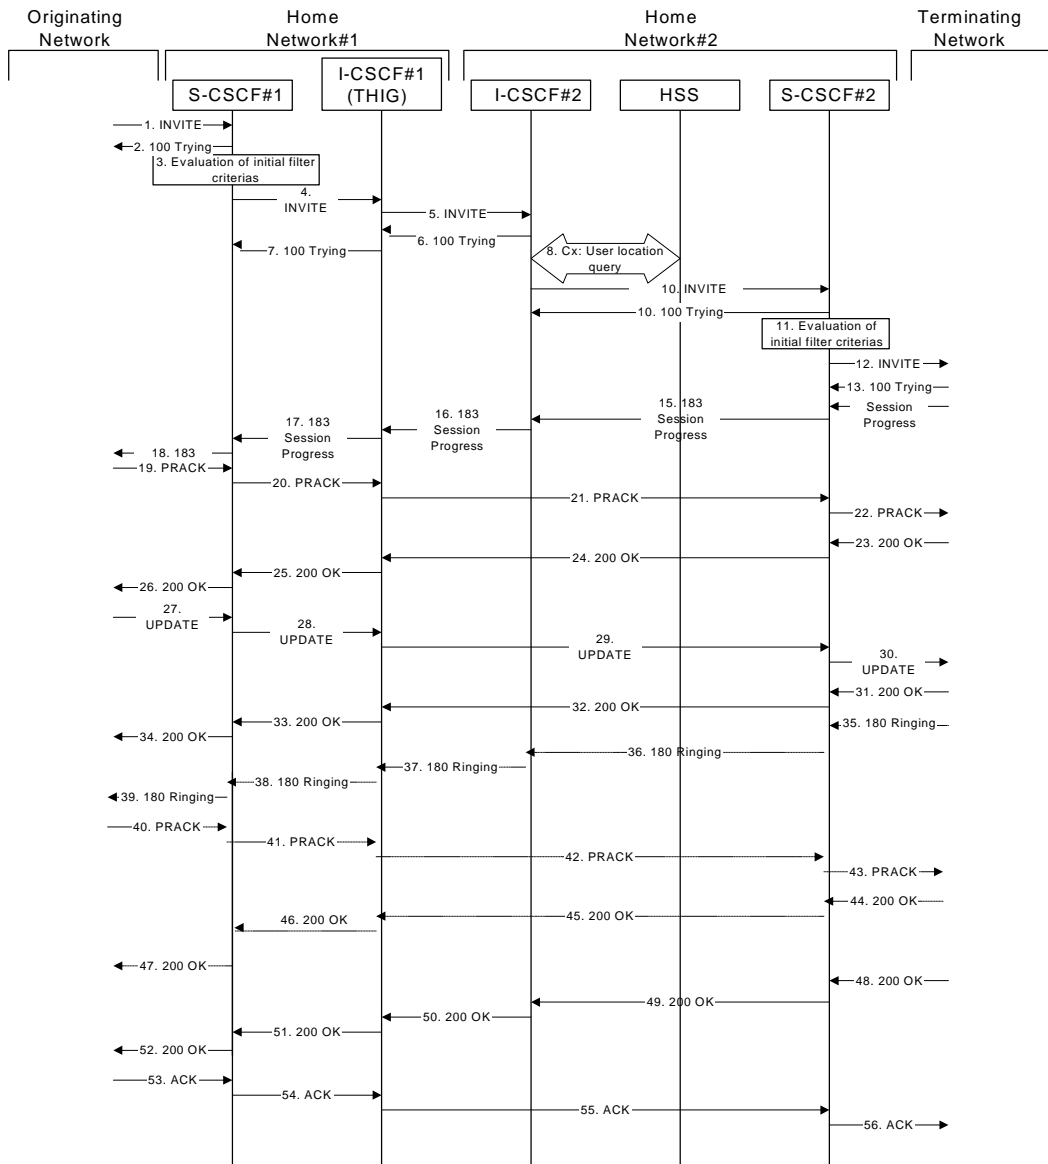 Originating
Network
Home
Network#1
Home
Network#2
Terminating
Network
S-CSCF#1
I-CSCF#1
(THIG)
I-CSCF#2
HSS
S-CSCF#2
1. INVITE
2. 100 Trying
3. Evaluation of initial filter
criterias
4.
INVITE
5. INVITE
6. 100 Trying
7. 100 Trying
8. Cx: User location
query
10. INVITE
10. 100 Trying
11. Evaluation of
initial filter criterias
12. INVITE
13. 100 Trying
Session
Progress
15. 183
Session
Progress
16. 183
Session
Progress
17. 183
Session
Progress
18. 183
19. PRACK
20. PRACK
21. PRACK
22. PRACK
23. 200 OK
24. 200 OK
25. 200 OK
26. 200 OK
27.
UPDATE
28.
UPDATE
29.
UPDATE
30.
UPDATE
31. 200 OK
32. 200 OK
33. 200 OK
34. 200 OK
35. 180 Ringing
36. 180 Ringing
37. 180 Ringing
38. 180 Ringing
39. 180 Ringing
40. PRACK
41. PRACK
42. PRACK
43. PRACK
44. 200 OK
45. 200 OK
46. 200 OK
47. 200 OK
48. 200 OK
49. 200 OK
50. 200 OK
51. 200 OK
52. 200 OK
53. ACK
54. ACK
55. ACK
56. ACK